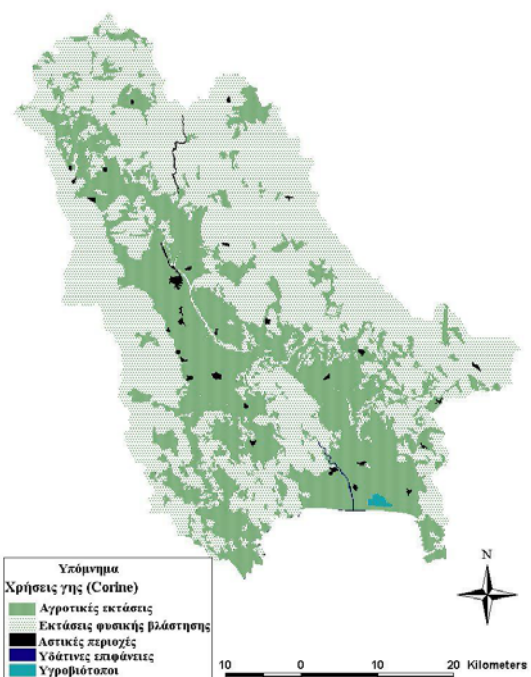 N
Υπόμνημα
Χρήσεις γης (Corine)
Αγροτικές εκτάσεις
Εκτάσεις φυσικής βλάστησης
Αστικές περιοχές
Υδάτινες επιφάνειες
Υγροβιότοποι
10 0 10 20 Kilometers